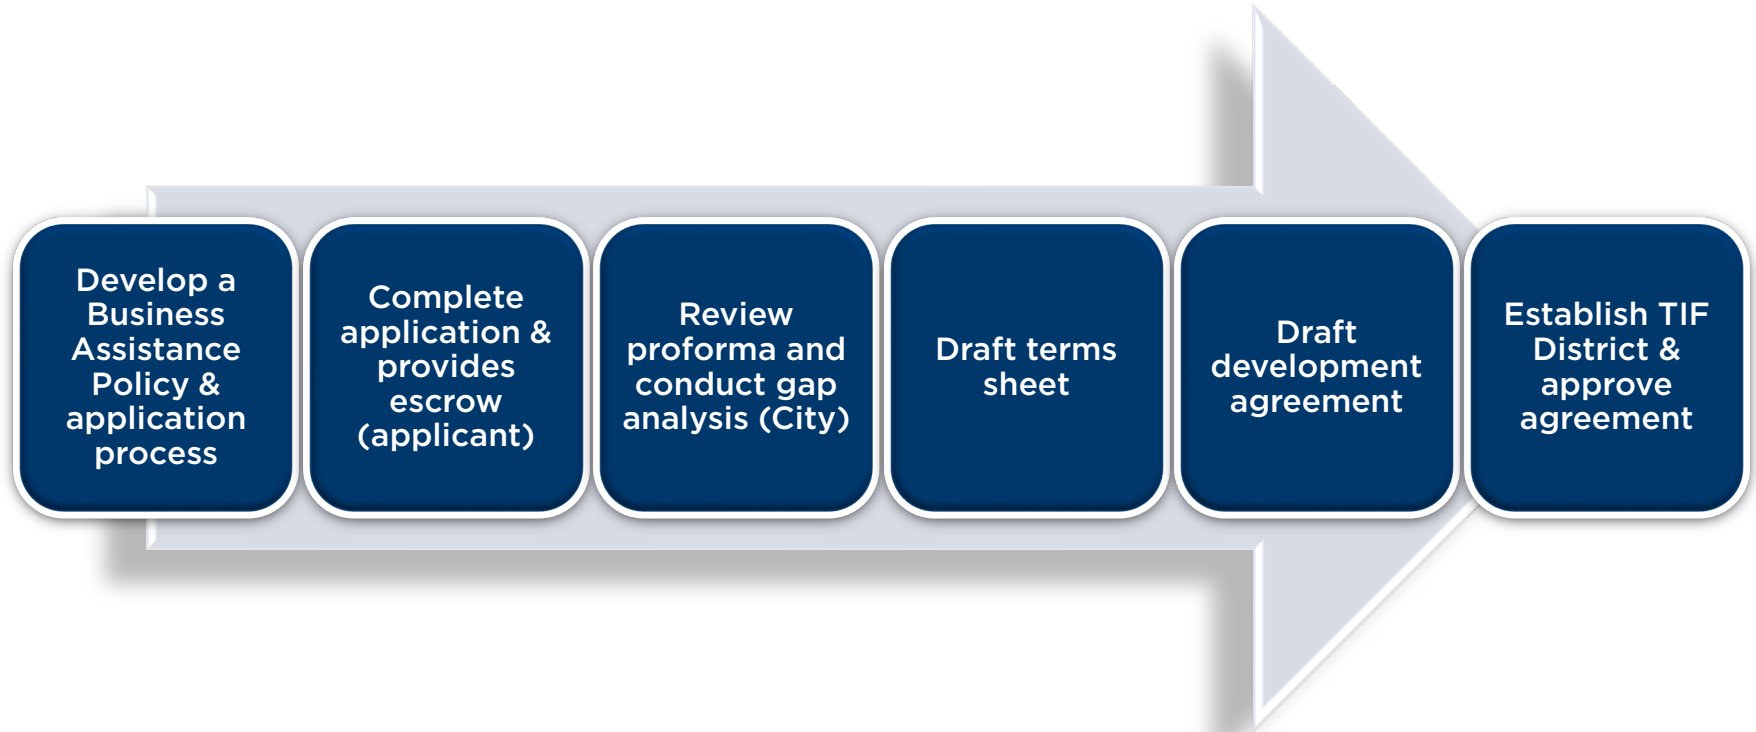 Develop a
Business
Assistance
Policy &
application
process
Complete
application &
provides
escrow
(applicant)
Review
proforma and
conduct gap
analysis (City)
Draft terms
sheet
Draft
development
agreement
Establish TIF
District &
approve
agreement